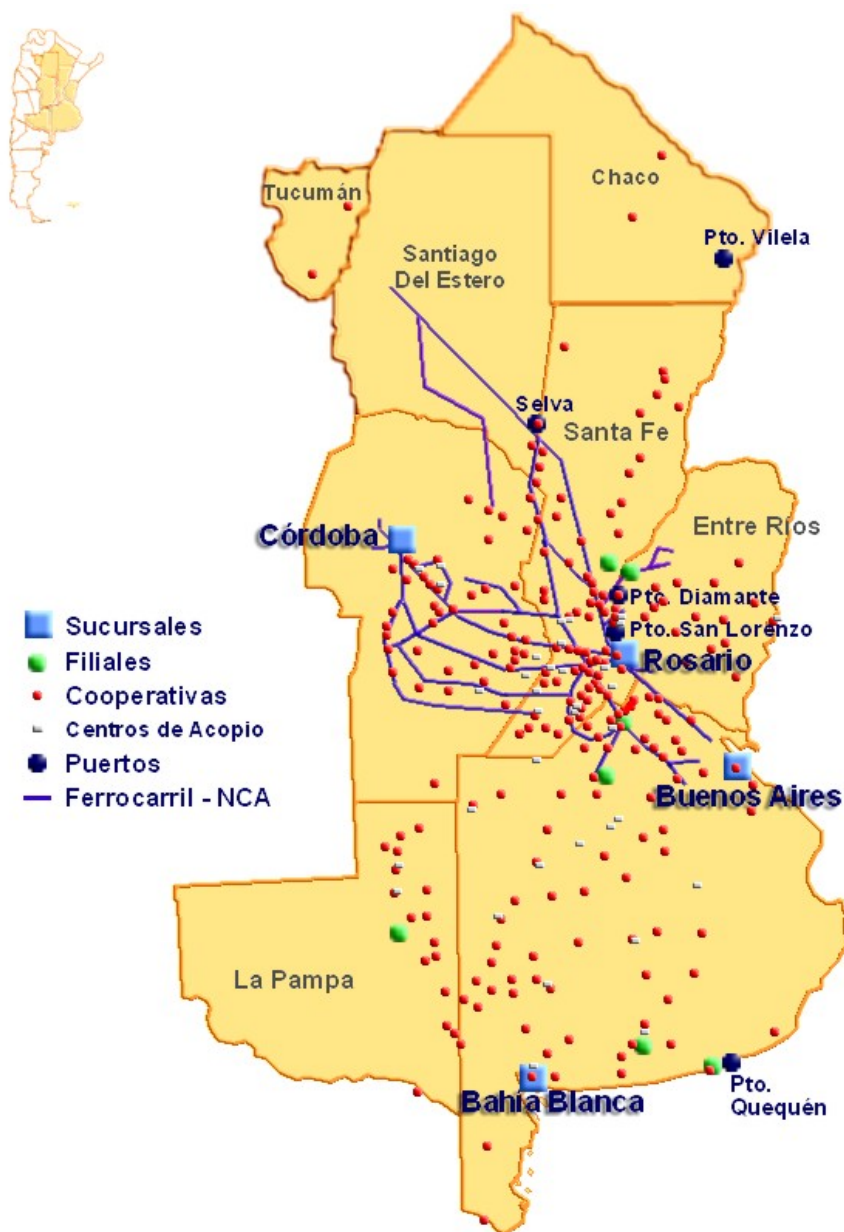 Tucumán
Chaco
Pto. Vilela
Santiago
Del Estero
Selva
Santa Fe
Córdoba
Entre Ríos
Pto. Diamante
Pto. San Lorenzo
Rosario
Sucursales
Filiales
Cooperativas
Centros de Acopio
Puertos
Ferrocarril - NCA
Buenos Aires
La Pampa
Bahía Blanca
Pto.
Quequén